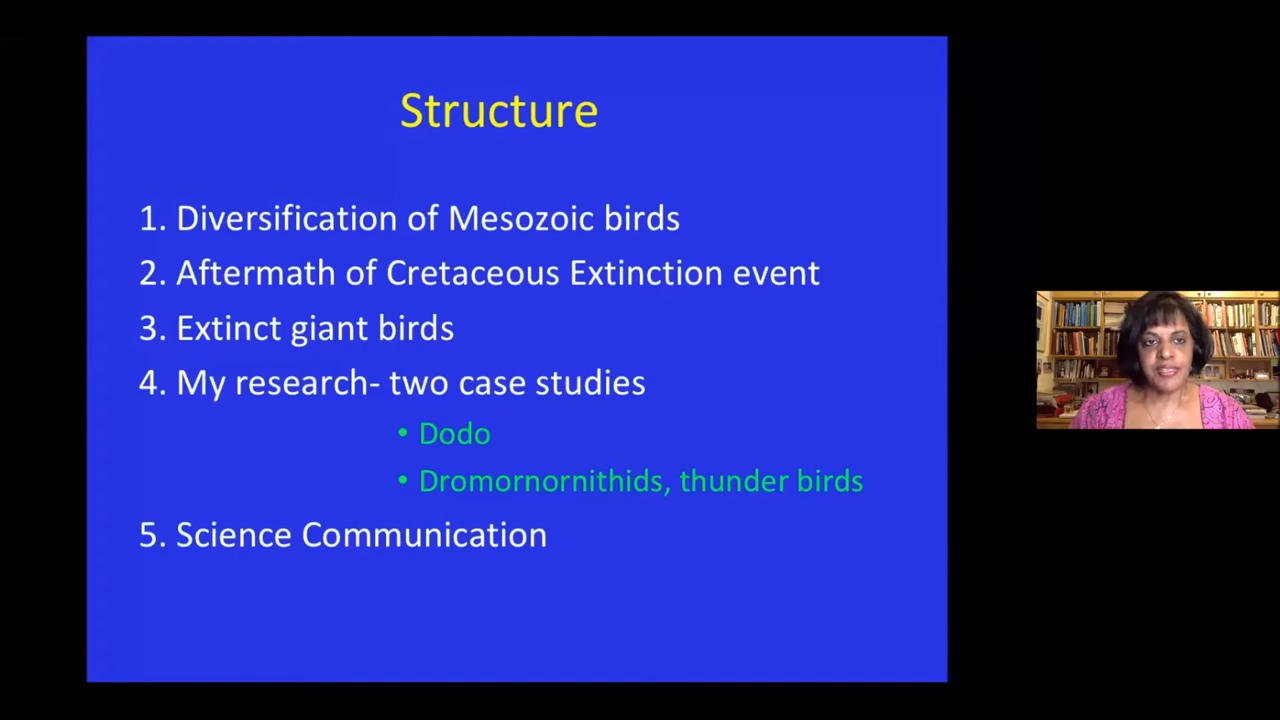 Structure
1. Diversification of Mesozoic birds
2. Aftermath of Cretaceous Extinction event
3. Extinct giant birds
4. My research- two case studies
• Dodo
• Dromornornithids, thunder birds
5. Science Communication